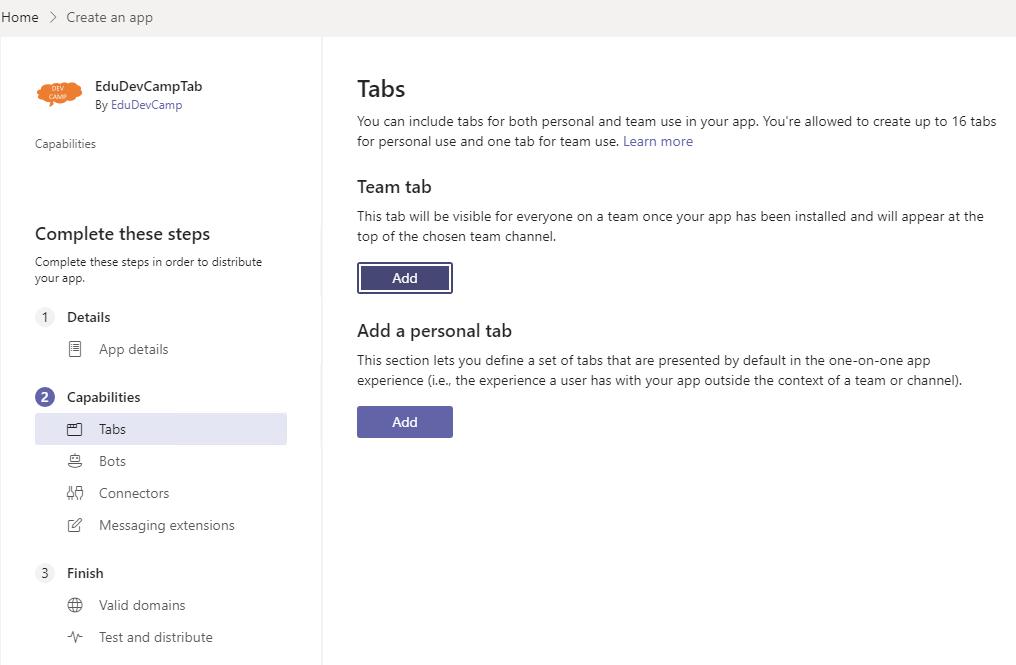 Home > Create an app
DEV
CAMP
EduDevCampTab
By EduDevCamp
Capabilities
Complete these steps
Complete these steps in order to distribute
your app.
1 Details
App details
2 Capabilities
Tabs
Bots
Connectors
Messaging extensions
3 Finish
Valid domains
Test and distribute
Tabs
You can include tabs for both personal and team use in your app. You're allowed to create up to 16 tabs
for personal use and one tab for team use. Learn more
Team tab
This tab will be visible for everyone on a team once your app has been installed and will appear at the
top of the chosen team channel.
Add
Add a personal tab
This section lets you define a set of tabs that are presented by default in the one-on-one app
experience (i.e., the experience a user has with your app outside the context of a team or channel).
Add